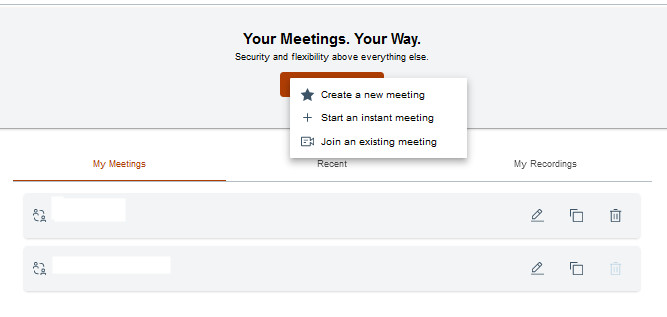 Your Meetings. Your Way.
Security and flexibility above everything else.
Create a new meeting
Start an instant meeting
Join an existing meeting
My Meetings
Recent
My Recordings